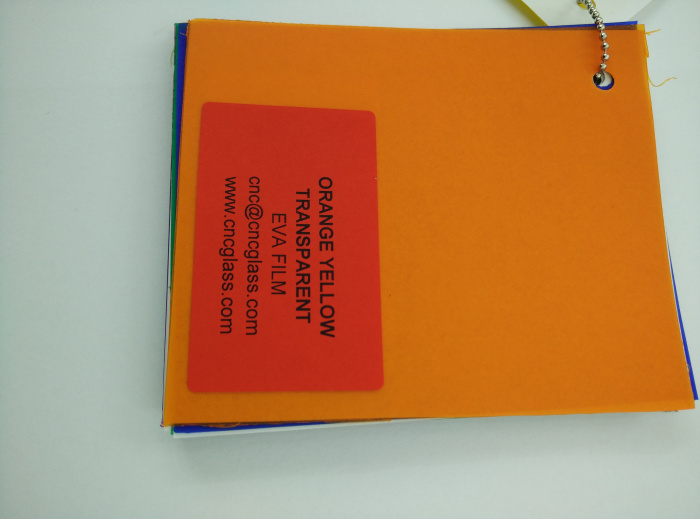 ORANGE YELLOW
TRANSPARENT
EVA FILM
cnc@cncglass.com
www.cncglass.com